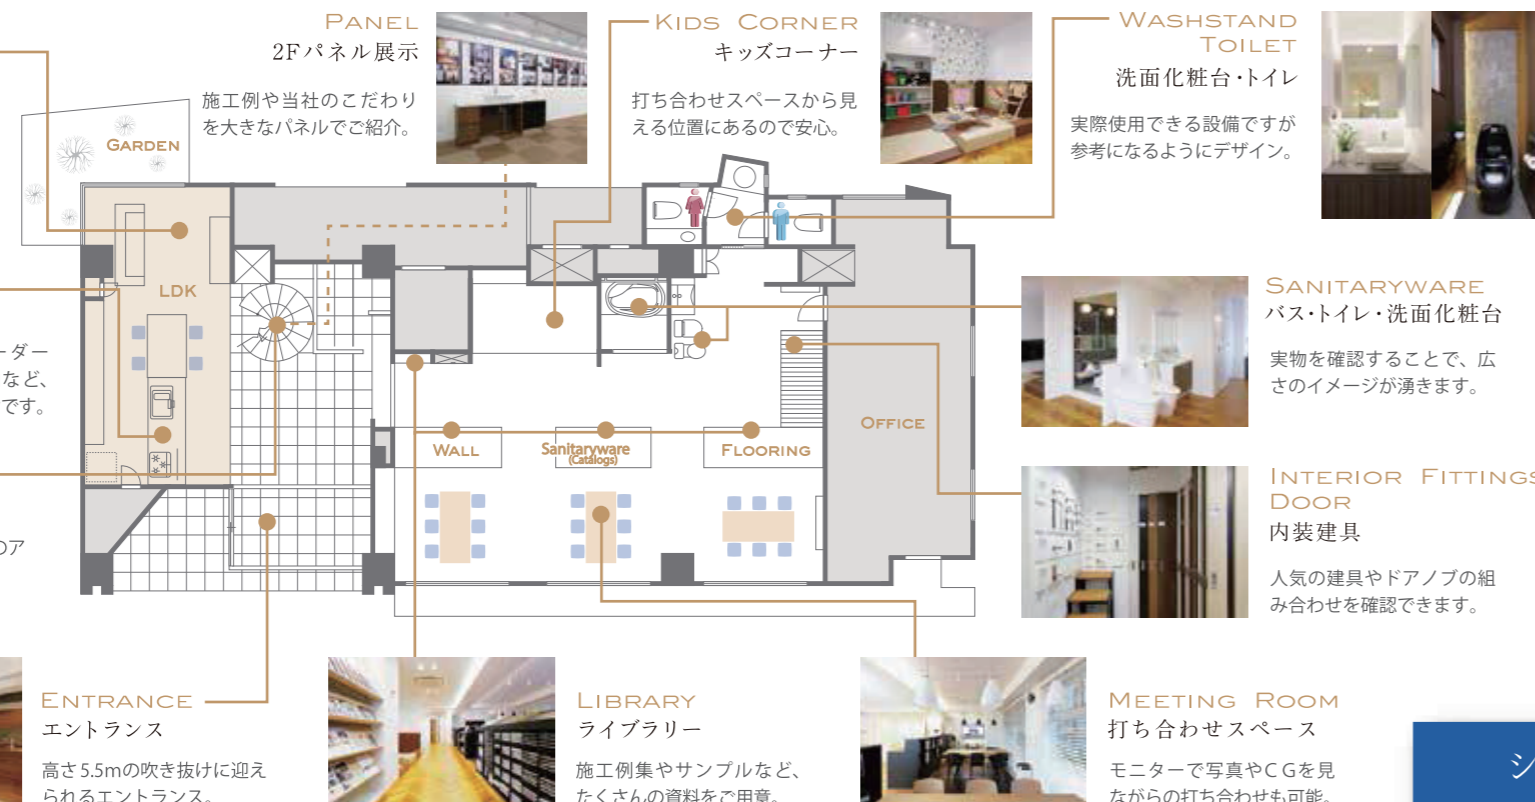 PANEL
2Fパネル展示
施工例や当社のこだわり
を大きなパネルでご紹介。
KIDS CORNER
キッズコーナー
打ち合わせスペースから見
える位置にあるので安心。
WASHSTAND
TOILET
洗面化粧台・トイレ
実際使用できる設備ですが
参考になるようにデザイン。
GARDEN
LDK
ーダー
など、
です。
のア
WALL
Sanitaryware
(Catalogs)
FLOORING
OFFICE
SANITARYWARE
バス・トイレ・洗面化粧台
実物を確認することで、広
さのイメージが湧きます。
INTERIOR FITTINGS
DOOR
内装建具
人気の建具やドアノブの組
み合わせを確認できます。
ENTRANCE
エントランス
高さ5.5mの吹き抜けに迎え
られるエントランス。
LIBRARY
ライブラリー
施工例集やサンプルなど、
たくさんの資料をご用意。
MEETING ROOM
打ち合わせスペース
モニターで写真やCGを見
ながらの打ち合わせも可能。
シ